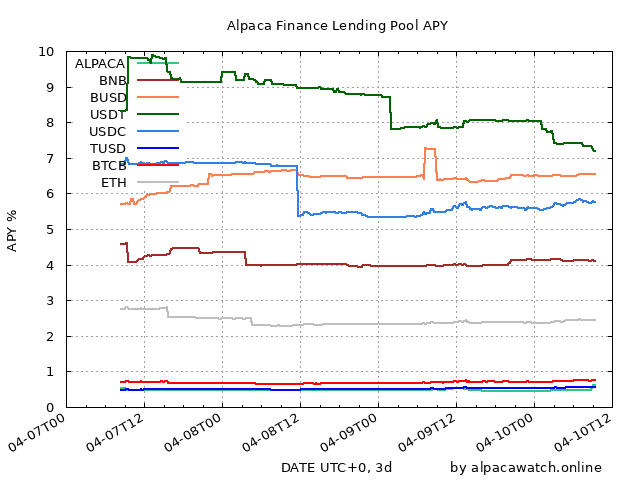 Alpaca Finance Lending Pool APY
10
9
8
7
6
5
4
3
2
1
0
APY %
ALPACA
BNB
BUSD
USDT
USDC
TUSD
BTCB
ETH
04-07T00
04-07T12
04-08T00
04-08T12
04-09T00
04-09T12
04-10T00
04-10T12
DATE UTC+0, 3d
by alpacawatch.online